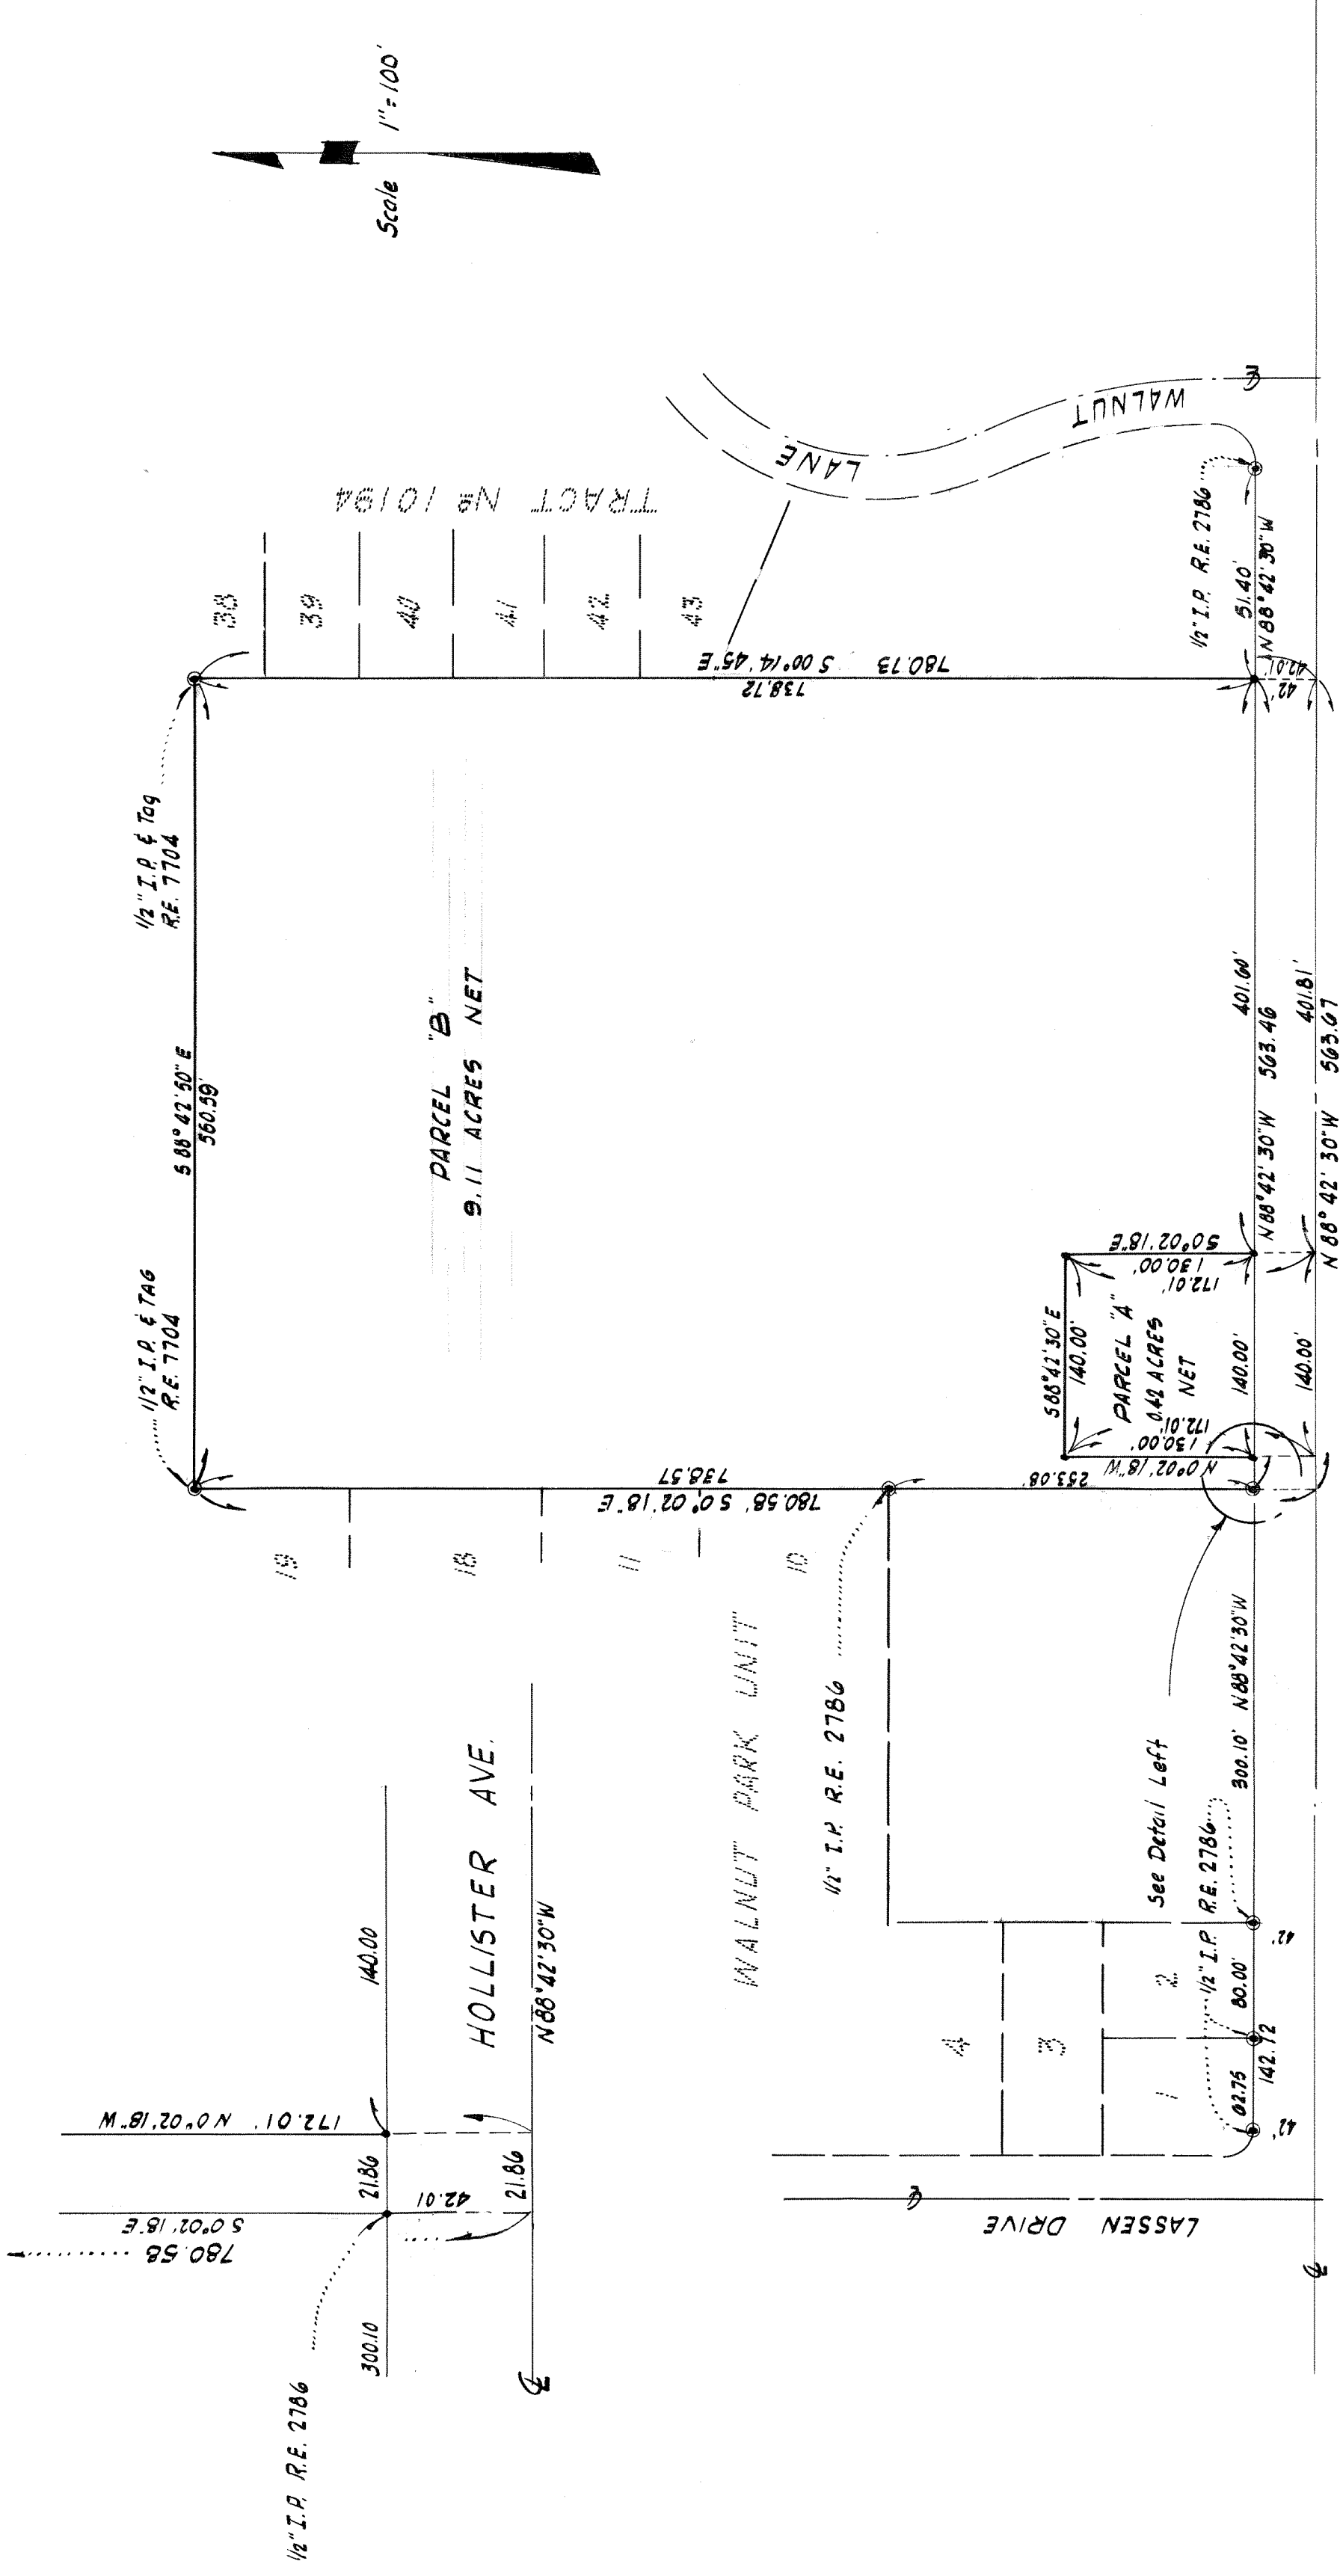 Scale 1" = 100'
TRACT Nº 10194
38
39
40
41
42
43
WALNUT
LANE
1/2" I.P. R.E. 2786
51.40'
N 88°42'30"W
42.01'
42'
780.73 S 00°14'45"E
738.72
1/2" I.P. & Tag
R.E. 7704
S 88°42'50" E
560.39'
1/2" I.P. & TAG
R.E. 7704
PARCEL "B"
9.11 ACRES NET
401.60'
N 88°42'30"W 563.46
401.81'
N 88°42'30"W 563.67
S 0°02'18"E
130.00'
172.01'
S 88°42'30"E
140.00'
PARCEL "A"
0.42 ACRES
NET
140.00'
140.00'
172.01'
130.00'
N 0°02'18"W
253.08'
738.57
780.58' S 0°02'18"E
19
18
11
10
WALNUT PARK UNIT
1/2" I.P. R.E. 2786
See Detail Left
300.10' N 88°42'30"W
1/2" I.P. R.E. 2786
42'
80.00'
142.72
62.75
42'
4
3
2
1
LASSEN DRIVE
140.00
HOLLISTER AVE.
N 88°42'30"W
172.01' N 0°02'18"W
21.86
42.01
21.86
S 0°02'18"E
780.58
300.10
1/2" I.P. R.E. 2786